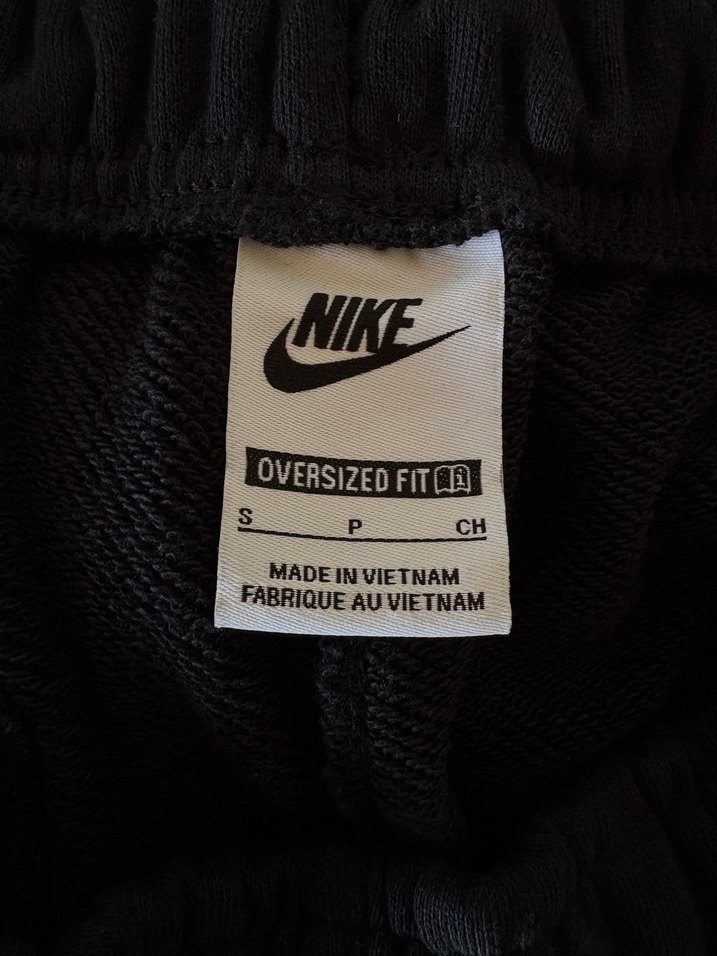 NIKE
OVERSIZED FIT
S P CH
MADE IN VIETNAM
FABRIQUE AU VIETNAM